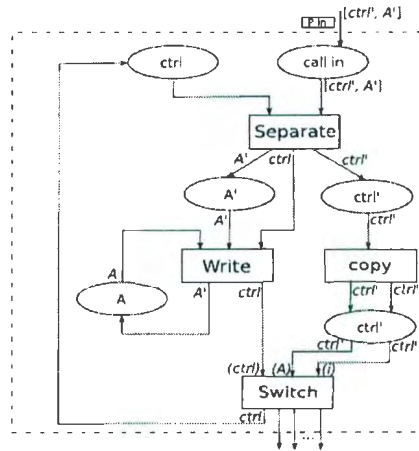 P in
[ctrl', A']
ctrl
call in
[ctrl', A']
Separate
A'
ctrl
ctrl'
A'
ctrl'
A'
ctrl'
A
Write
copy
A
A'
ctrl
ctrl'
ctrl'
ctrl'
ctrl'
ctrl'
(ctrl)
(A)
(i)
Switch
ctrl
...